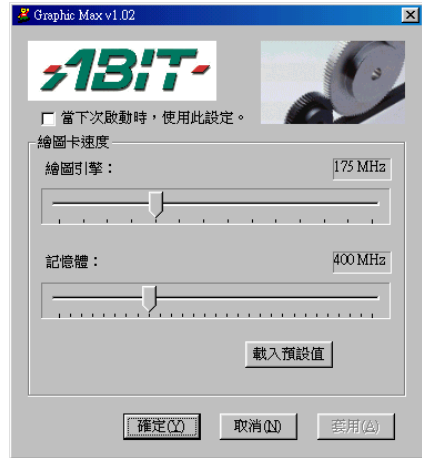 Graphic Max v1.02
ABIT
當下次啟動時，使用此設定。
繪圖卡速度
繪圖引擎：
175 MHz
記憶體：
400 MHz
載入預設值
確定(Y)
取消(N)
套用(A)